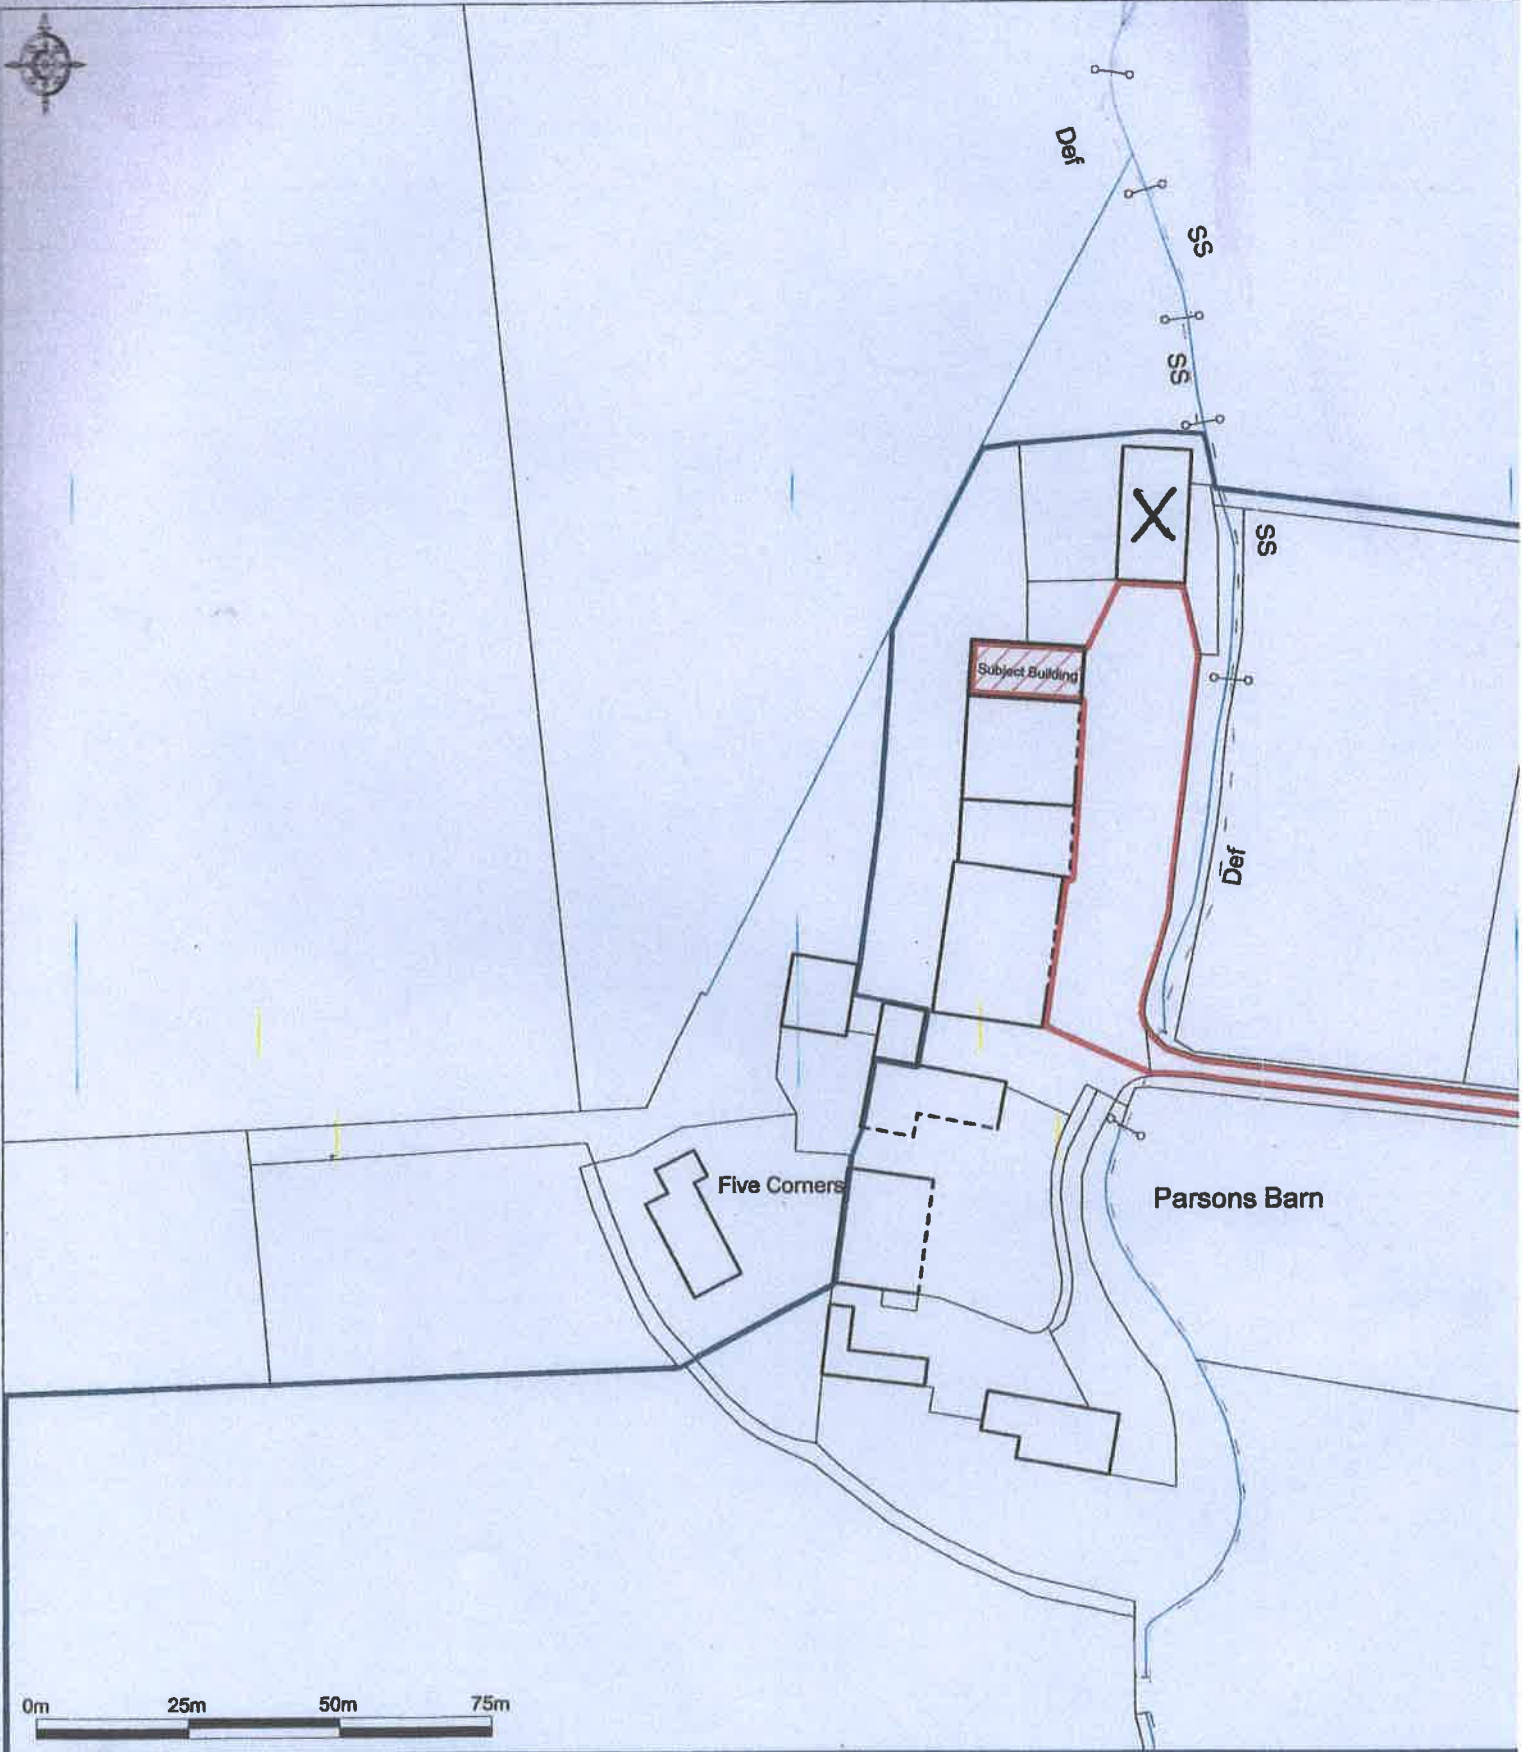 Def
SS
SS
X
SS
Subject Building
Def
Five Corners
Parsons Barn
0m 25m 50m 75m